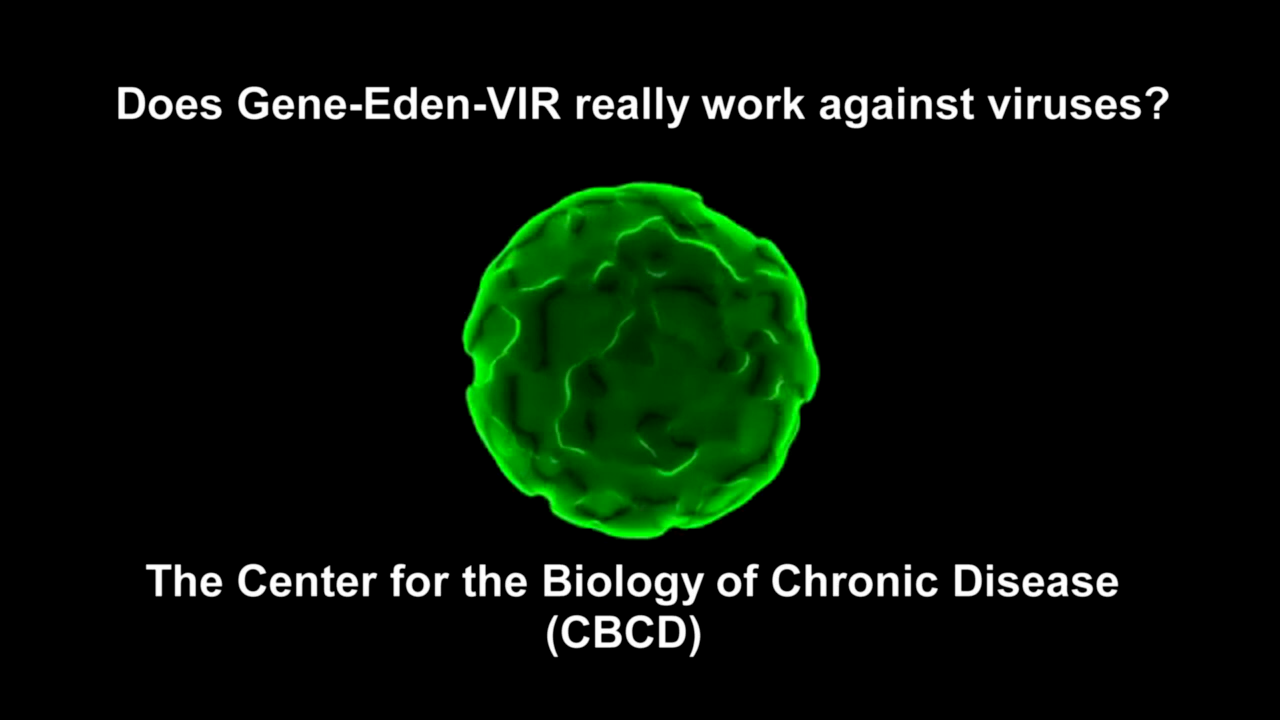 Does Gene-Eden-VIR really work against viruses?
The Center for the Biology of Chronic Disease
(CBCD)